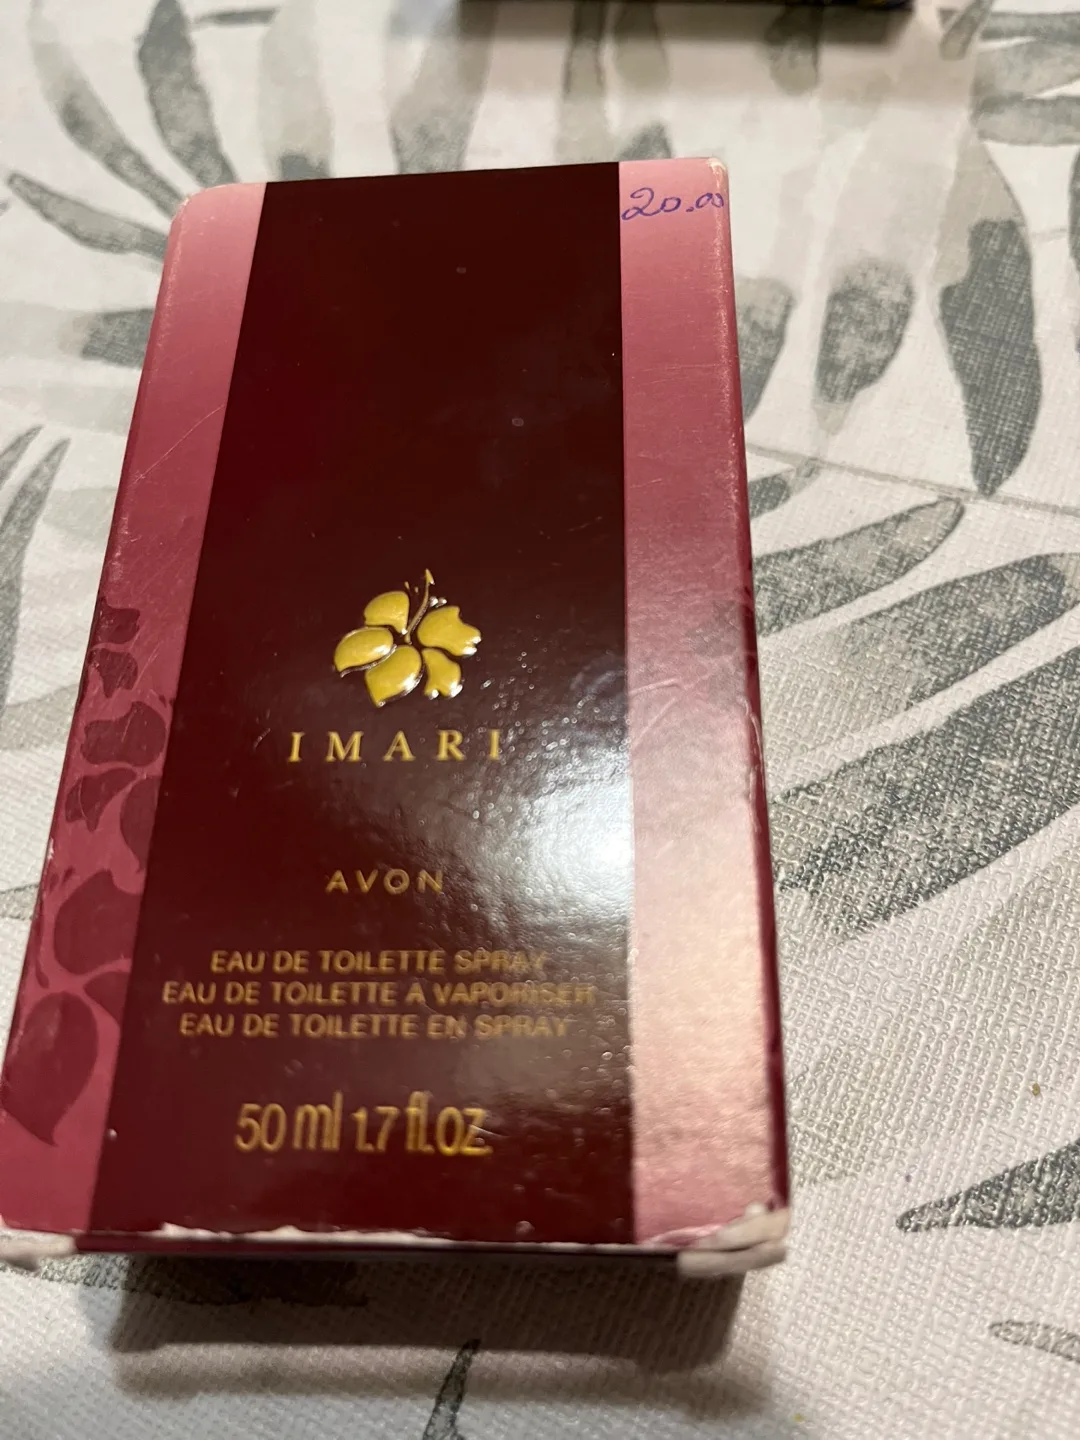 20.00
IMARI
AVON
EAU DE TOILETTE SPRAY
EAU DE TOILETTE A VAPORISER
EAU DE TOILETTE EN SPRAY
50 ml 1.7 fl.oz.